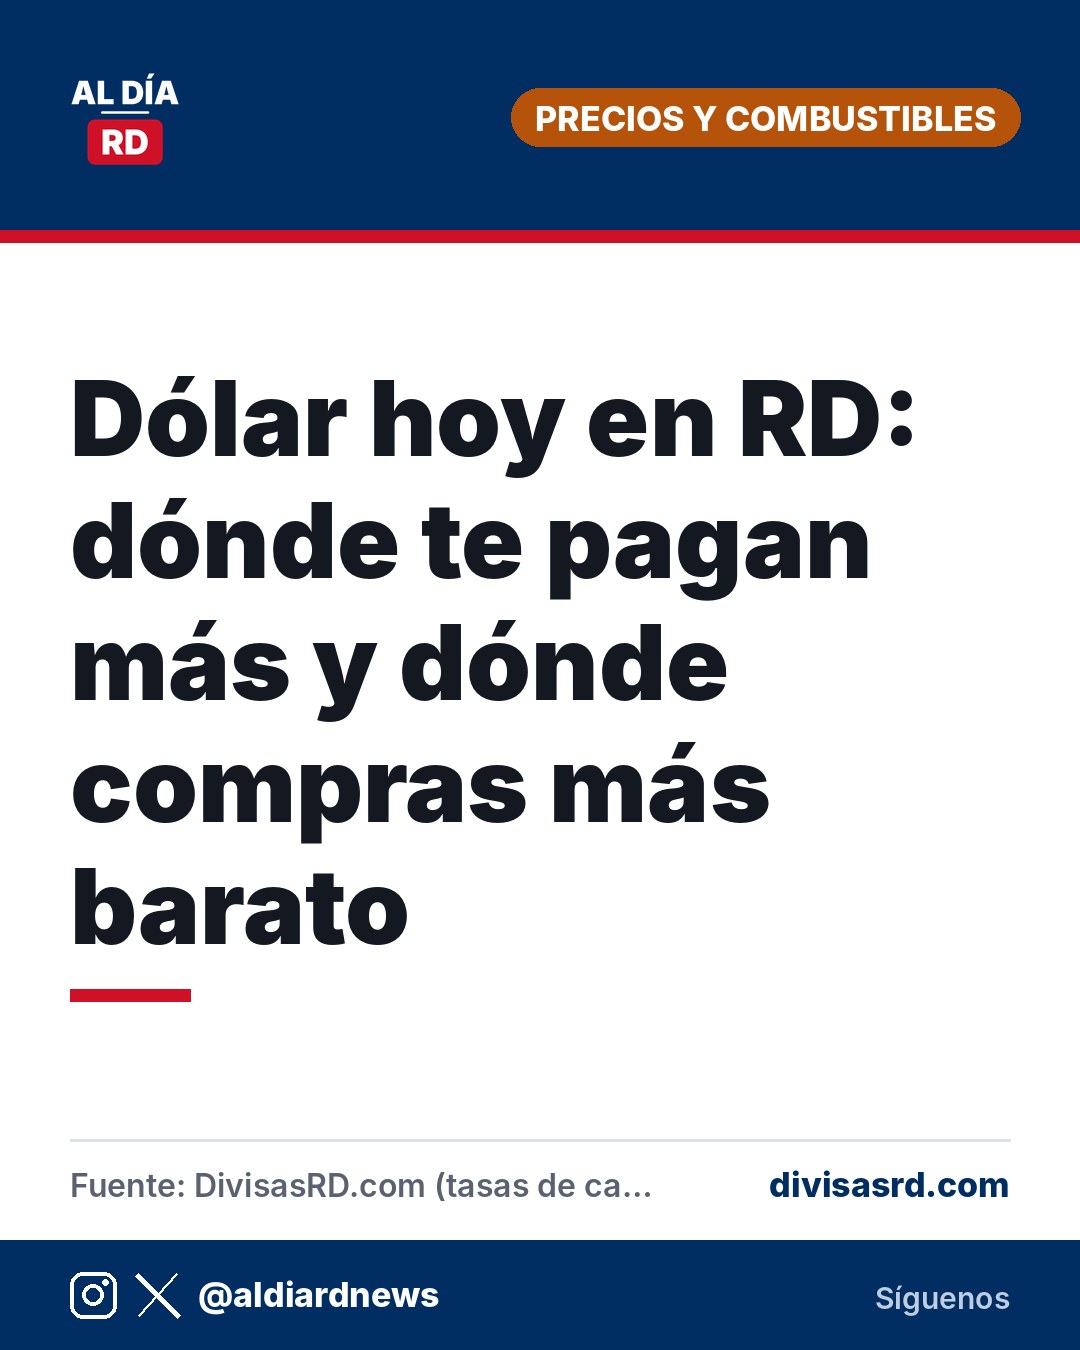 AL DÍA
RD
PRECIOS Y COMBUSTIBLES
Dólar hoy en RD:
dónde te pagan
más y dónde
compras más
barato
Fuente: DivisasRD.com (tasas de ca...
divisasrd.com
@aldiardnews
Síguenos